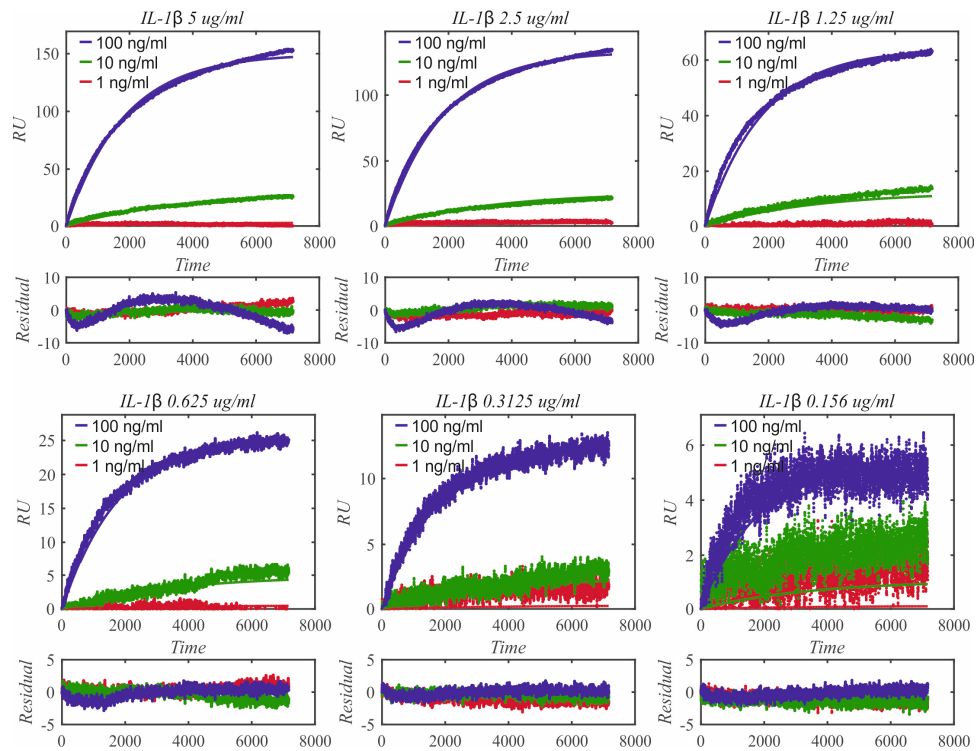 IL-1β 5 ug/ml
100 ng/ml
10 ng/ml
1 ng/ml
RU
150
100
50
0
0 2000 4000 6000 8000
Time
Residual
10
0
-10
0 2000 4000 6000 8000
IL-1β 2.5 ug/ml
100 ng/ml
10 ng/ml
1 ng/ml
RU
100
50
0
0 2000 4000 6000 8000
Time
Residual
10
0
-10
0 2000 4000 6000 8000
IL-1β 1.25 ug/ml
100 ng/ml
10 ng/ml
1 ng/ml
RU
60
40
20
0
0 2000 4000 6000 8000
Time
Residual
10
0
-10
0 2000 4000 6000 8000
IL-1β 0.625 ug/ml
100 ng/ml
10 ng/ml
1 ng/ml
RU
25
20
15
10
5
0
0 2000 4000 6000 8000
Time
Residual
5
0
-5
0 2000 4000 6000 8000
IL-1β 0.3125 ug/ml
100 ng/ml
10 ng/ml
1 ng/ml
RU
10
5
0
0 2000 4000 6000 8000
Time
Residual
5
0
-5
0 2000 4000 6000 8000
IL-1β 0.156 ug/ml
100 ng/ml
10 ng/ml
1 ng/ml
RU
6
4
2
0
0 2000 4000 6000 8000
Time
Residual
5
0
-5
0 2000 4000 6000 8000